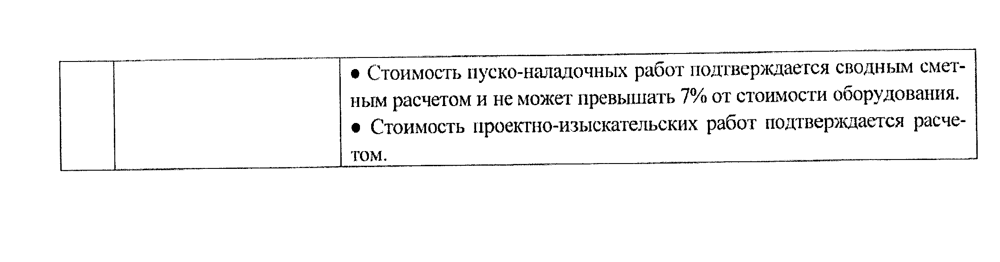 ● Стоимость пуско-наладочных работ подтверждается сводным смет-
ным расчетом и не может превышать 7% от стоимости оборудования.
● Стоимость проектно-изыскательских работ подтверждается расче-
том.